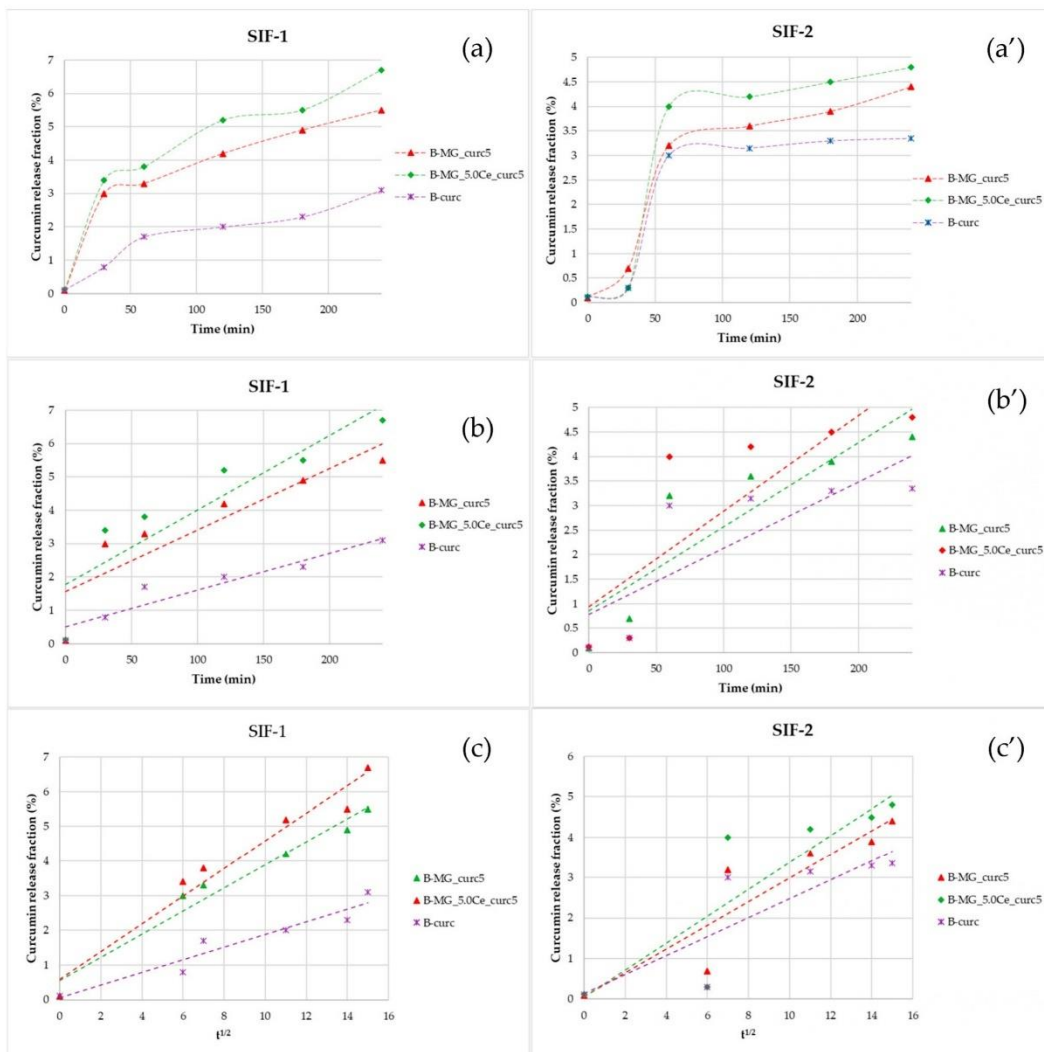 SIF-1
(a)
Curcumin release fraction (%)
7
6
5
4
3
2
1
0
0 50 100 150 200
Time (min)
B-MG_curc5
B-MG_5.0Ce_curc5
B-curc
SIF-2
(a')
Curcumin release fraction (%)
5
4.5
4
3.5
3
2.5
2
1.5
1
0.5
0
0 50 100 150 200
Time (min)
B-MG_curc5
B-MG_5.0Ce_curc5
B-curc
SIF-1
(b)
Curcumin release fraction (%)
7
6
5
4
3
2
1
0
0 50 100 150 200
Time (min)
B-MG_curc5
B-MG_5.0Ce_curc5
B-curc
SIF-2
(b')
Curcumin release fraction (%)
5
4.5
4
3.5
3
2.5
2
1.5
1
0.5
0
0 50 100 150 200
Time (min)
B-MG_curc5
B-MG_5.0Ce_curc5
B-curc
SIF-1
(c)
Curcumin release fraction (%)
7
6
5
4
3
2
1
0
0 2 4 6 8 10 12 14 16
t^1/2
B-MG_curc5
B-MG_5.0Ce_curc5
B-curc
SIF-2
(c')
Curcumin release fraction (%)
6
5
4
3
2
1
0
0 2 4 6 8 10 12 14 16
t^1/2
B-MG_curc5
B-MG_5.0Ce_curc5
B-curc